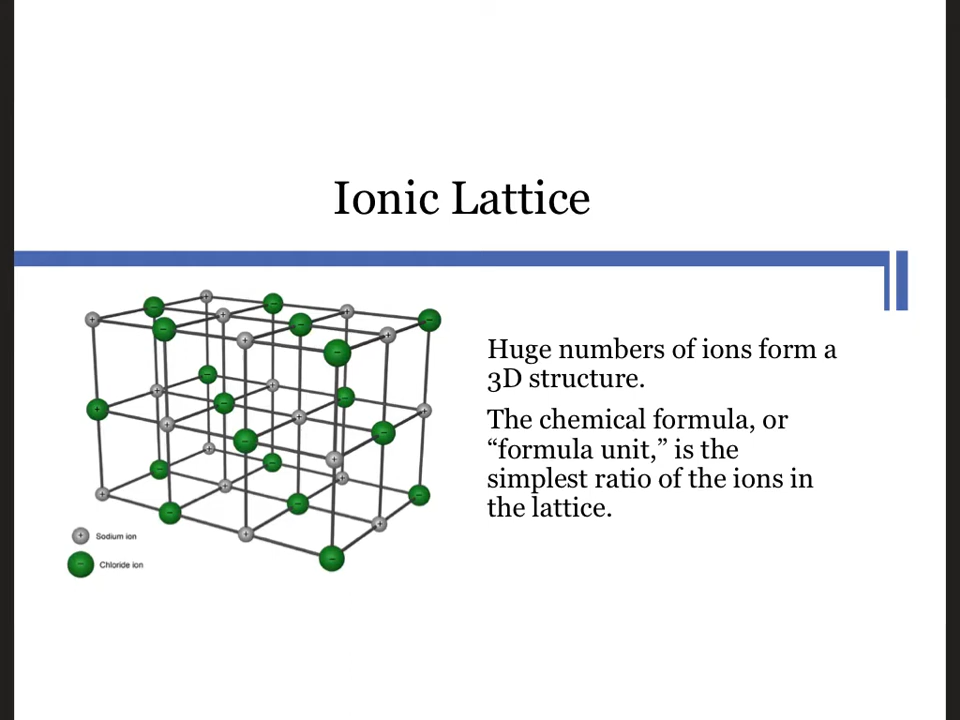 Ionic Lattice
Huge numbers of ions form a
3D structure.
The chemical formula, or
“formula unit,” is the
simplest ratio of the ions in
the lattice.
Sodium ion
Chloride ion